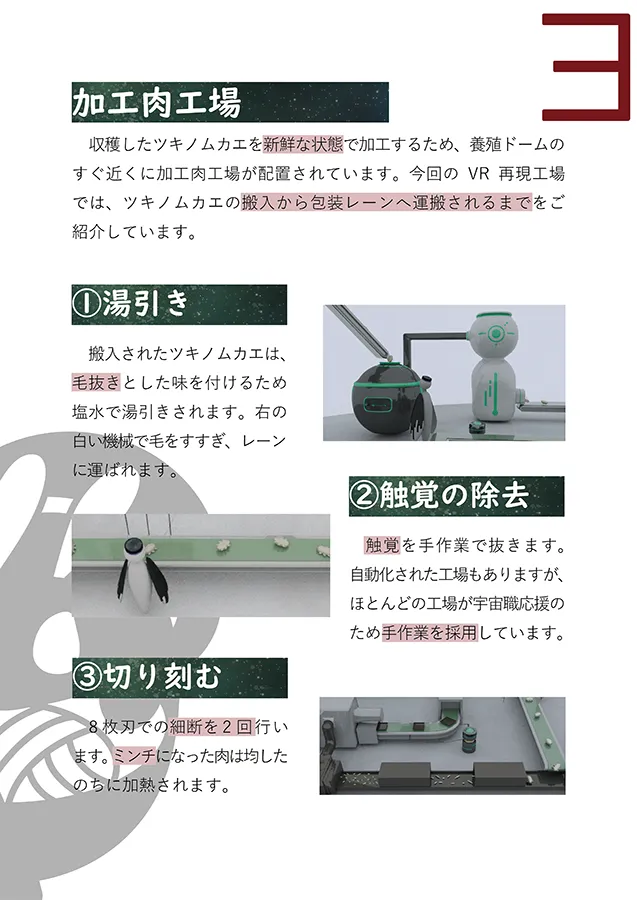 ヨ
加工肉工場
収穫したツキノムカエを新鮮な状態で加工するため、養殖ドームの
すぐ近くに加工肉工場が配置されています。今回の VR 再現工場
では、ツキノムカエの搬入から包装レーンへ運搬されるまでをご
紹介しています。
①湯引き
搬入されたツキノムカエは、
毛抜きとした味を付けるため
塩水で湯引きされます。右の
白い機械で毛をすすぎ、レーン
に運ばれます。
②触覚の除去
触覚を手作業で抜きます。
自動化された工場もありますが、
ほとんどの工場が宇宙職応援の
ため手作業を採用しています。
③切り刻む
8枚刃での細断を2回行い
ます。ミンチになった肉は均した
のちに加熱されます。